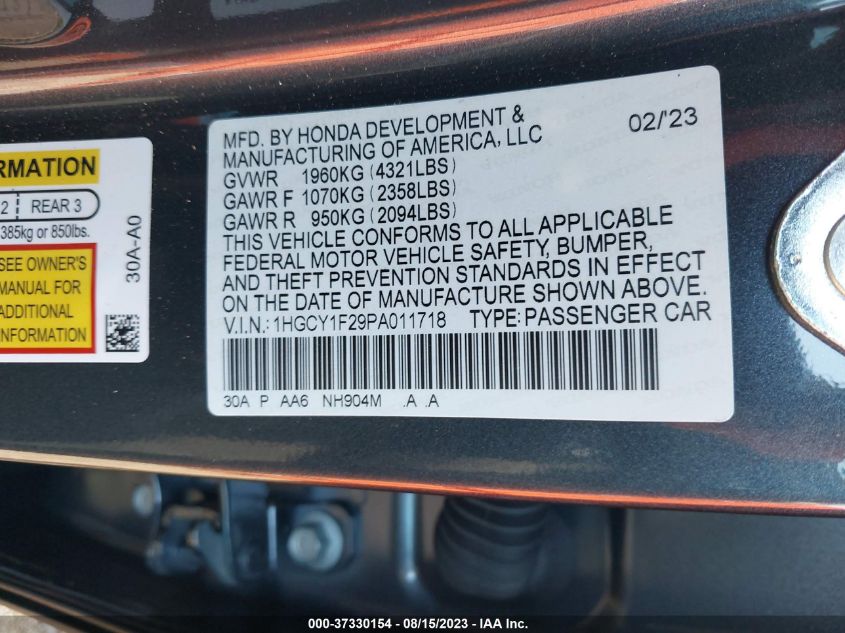 RMATION
2 REAR 3
385kg or 850lbs.
SEE OWNER'S
MANUAL FOR
ADDITIONAL
INFORMATION
30A-A0
MFD. BY HONDA DEVELOPMENT & 02/'23
MANUFACTURING OF AMERICA, LLC
GVWR 1960KG (4321LBS)
GAWR F 1070KG (2358LBS)
GAWR R 950KG (2094LBS)
THIS VEHICLE CONFORMS TO ALL APPLICABLE
FEDERAL MOTOR VEHICLE SAFETY, BUMPER,
AND THEFT PREVENTION STANDARDS IN EFFECT
ON THE DATE OF MANUFACTURE SHOWN ABOVE.
V.I.N.: 1HGCY1F29PA011718 TYPE: PASSENGER CAR
30A P AA6 NH904M .A .A
000-37330154 - 08/15/2023 - IAA Inc.